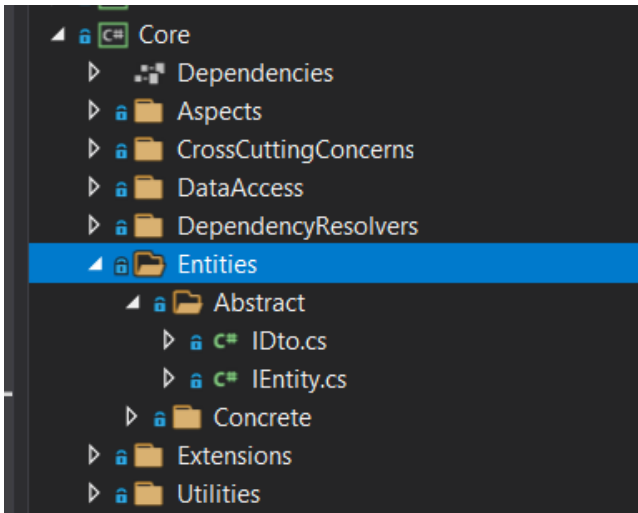 C# Core
Dependencies
Aspects
CrossCuttingConcerns
DataAccess
DependencyResolvers
Entities
Abstract
C# IDto.cs
C# IEntity.cs
Concrete
Extensions
Utilities